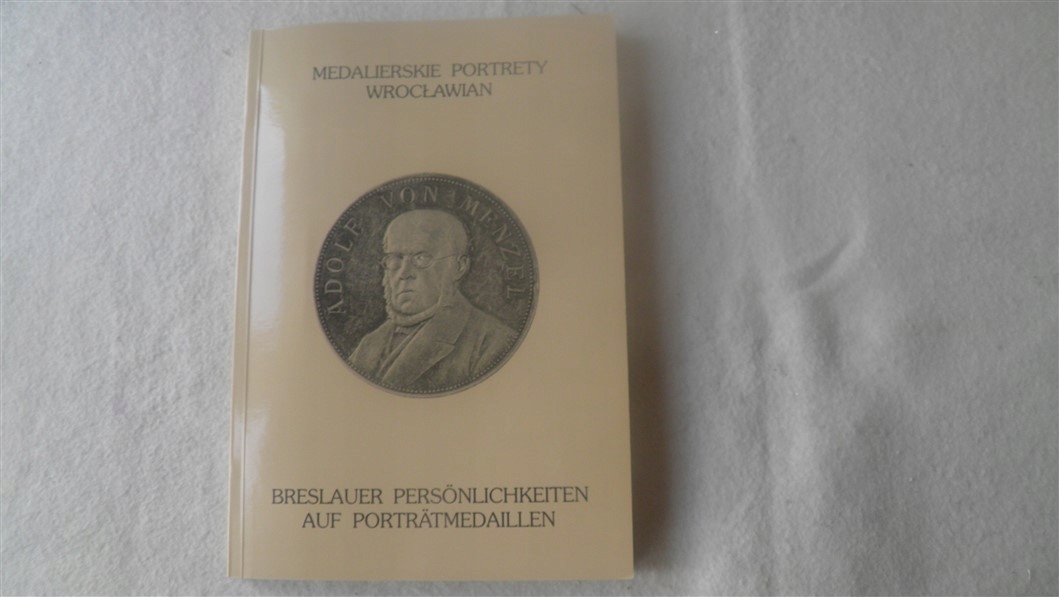 MEDALIERSKIE PORTRETY
WROCŁAWIAN
ADOLF VON MENZEL
BRESLAUER PERSÖNLICHKEITEN
AUF PORTRÄTMEDAILLEN